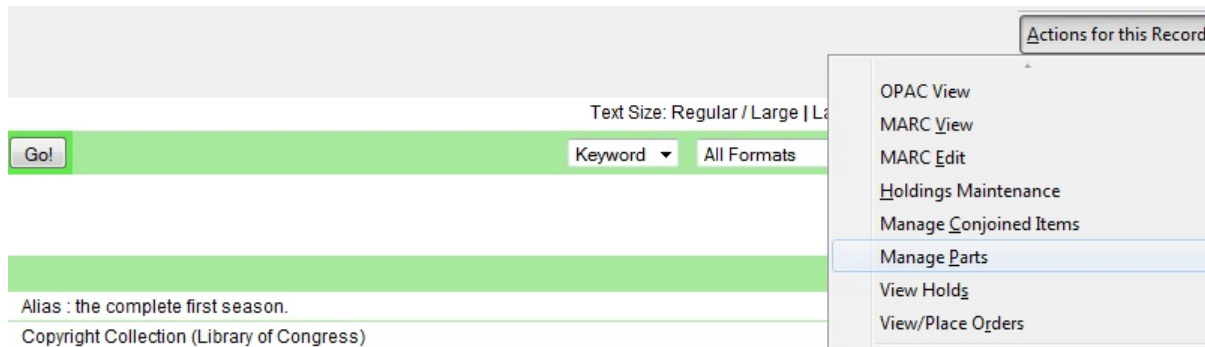 Actions for this Record
OPAC View
Text Size: Regular / Large |
MARC View
Go!
Keyword
All Formats
MARC Edit
Holdings Maintenance
Manage Conjoined Items
Manage Parts
View Holds
Alias : the complete first season.
View/Place Orders
Copyright Collection (Library of Congress)